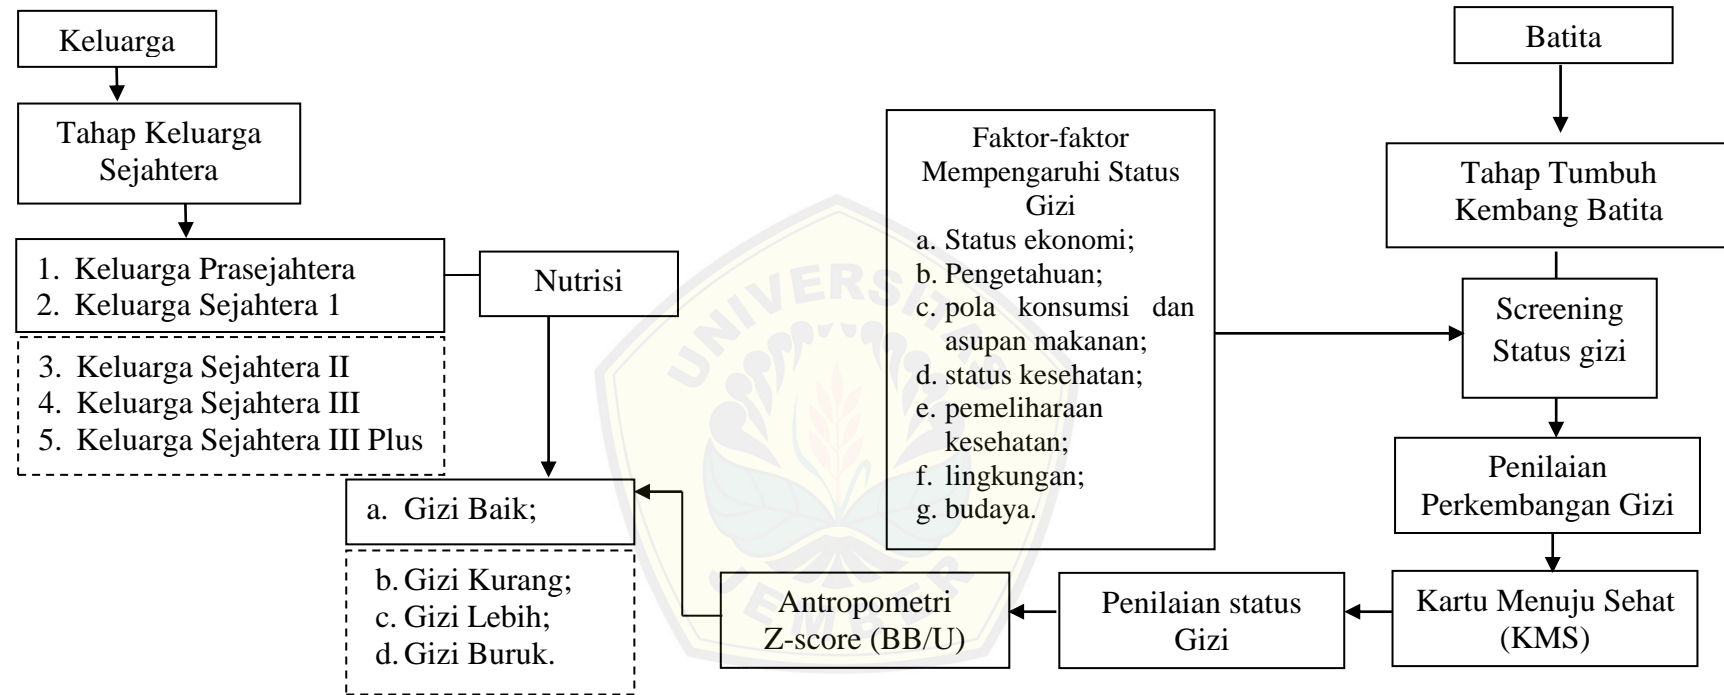 Keluarga
Tahap Keluarga
Sejahtera
1. Keluarga Prasejahtera
2. Keluarga Sejahtera 1
3. Keluarga Sejahtera II
4. Keluarga Sejahtera III
5. Keluarga Sejahtera III Plus
Nutrisi
a. Gizi Baik;
b. Gizi Kurang;
c. Gizi Lebih;
d. Gizi Buruk.
Faktor-faktor
Mempengaruhi Status
Gizi
a. Status ekonomi;
b. Pengetahuan;
c. pola konsumsi dan
asupan makanan;
d. status kesehatan;
e. pemeliharaan
kesehatan;
f. lingkungan;
g. budaya.
Batita
Tahap Tumbuh
Kembang Batita
Screening
Status gizi
Penilaian
Perkembangan Gizi
Kartu Menuju Sehat
(KMS)
Penilaian status
Gizi
Antropometri
Z-score (BB/U)
UNIVERSITAS
JEMBER